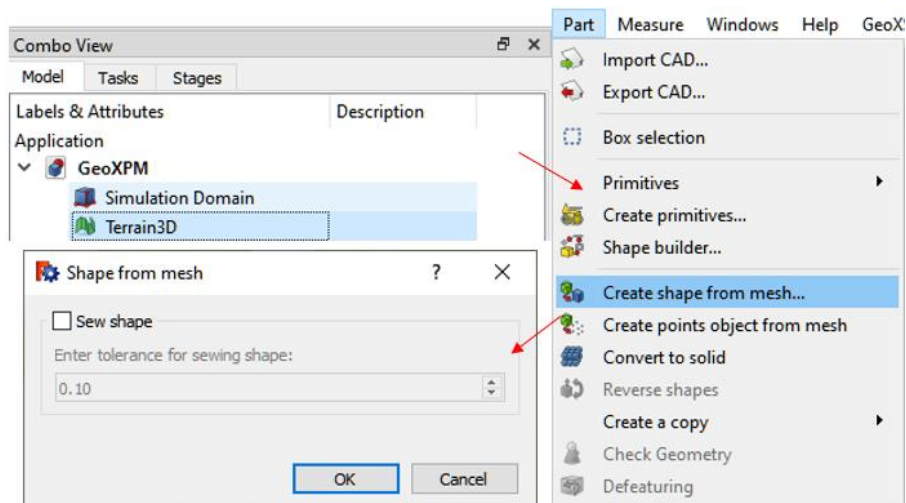 Combo View
Model Tasks Stages
Labels & Attributes Description
Application
GeoXPM
Simulation Domain
Terrain3D
Shape from mesh ?
Sew shape
Enter tolerance for sewing shape:
0.10
OK Cancel
Part Measure Windows Help GeoX
Import CAD...
Export CAD...
Box selection
Primitives
Create primitives...
Shape builder...
Create shape from mesh...
Create points object from mesh
Convert to solid
Reverse shapes
Create a copy
Check Geometry
Defeaturing